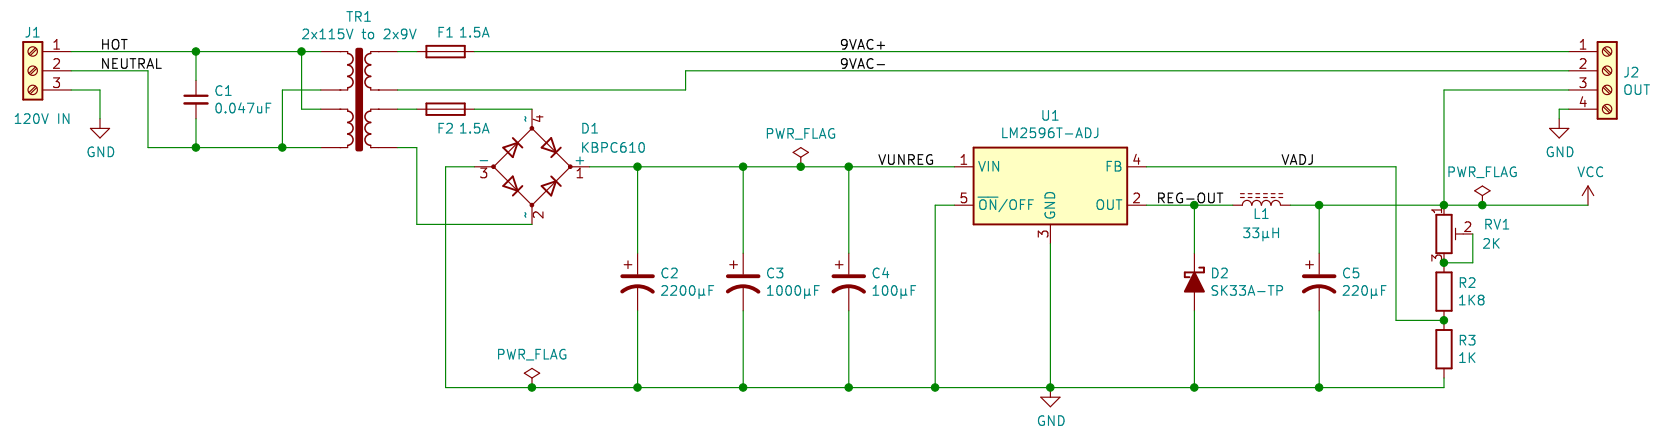 J1
1
2
3
120V IN
HOT
NEUTRAL
GND
C1
0.047uF
TR1
2x115V to 2x9V
F1 1.5A
F2 1.5A
9VAC+
9VAC-
~
4
D1
KBPC610
-
3
+
1
~
2
PWR_FLAG
VUNREG
PWR_FLAG
+
C2
2200µF
+
C3
1000µF
+
C4
100µF
U1
LM2596T-ADJ
1
VIN
5
ON/OFF
GND
3
FB
4
OUT
2
GND
VADJ
REG-OUT
L1
33µH
D2
SK33A-TP
+
C5
220µF
1
2
3
4
J2
OUT
GND
PWR_FLAG
VCC
1
2
3
RV1
2K
R2
1K8
R3
1K